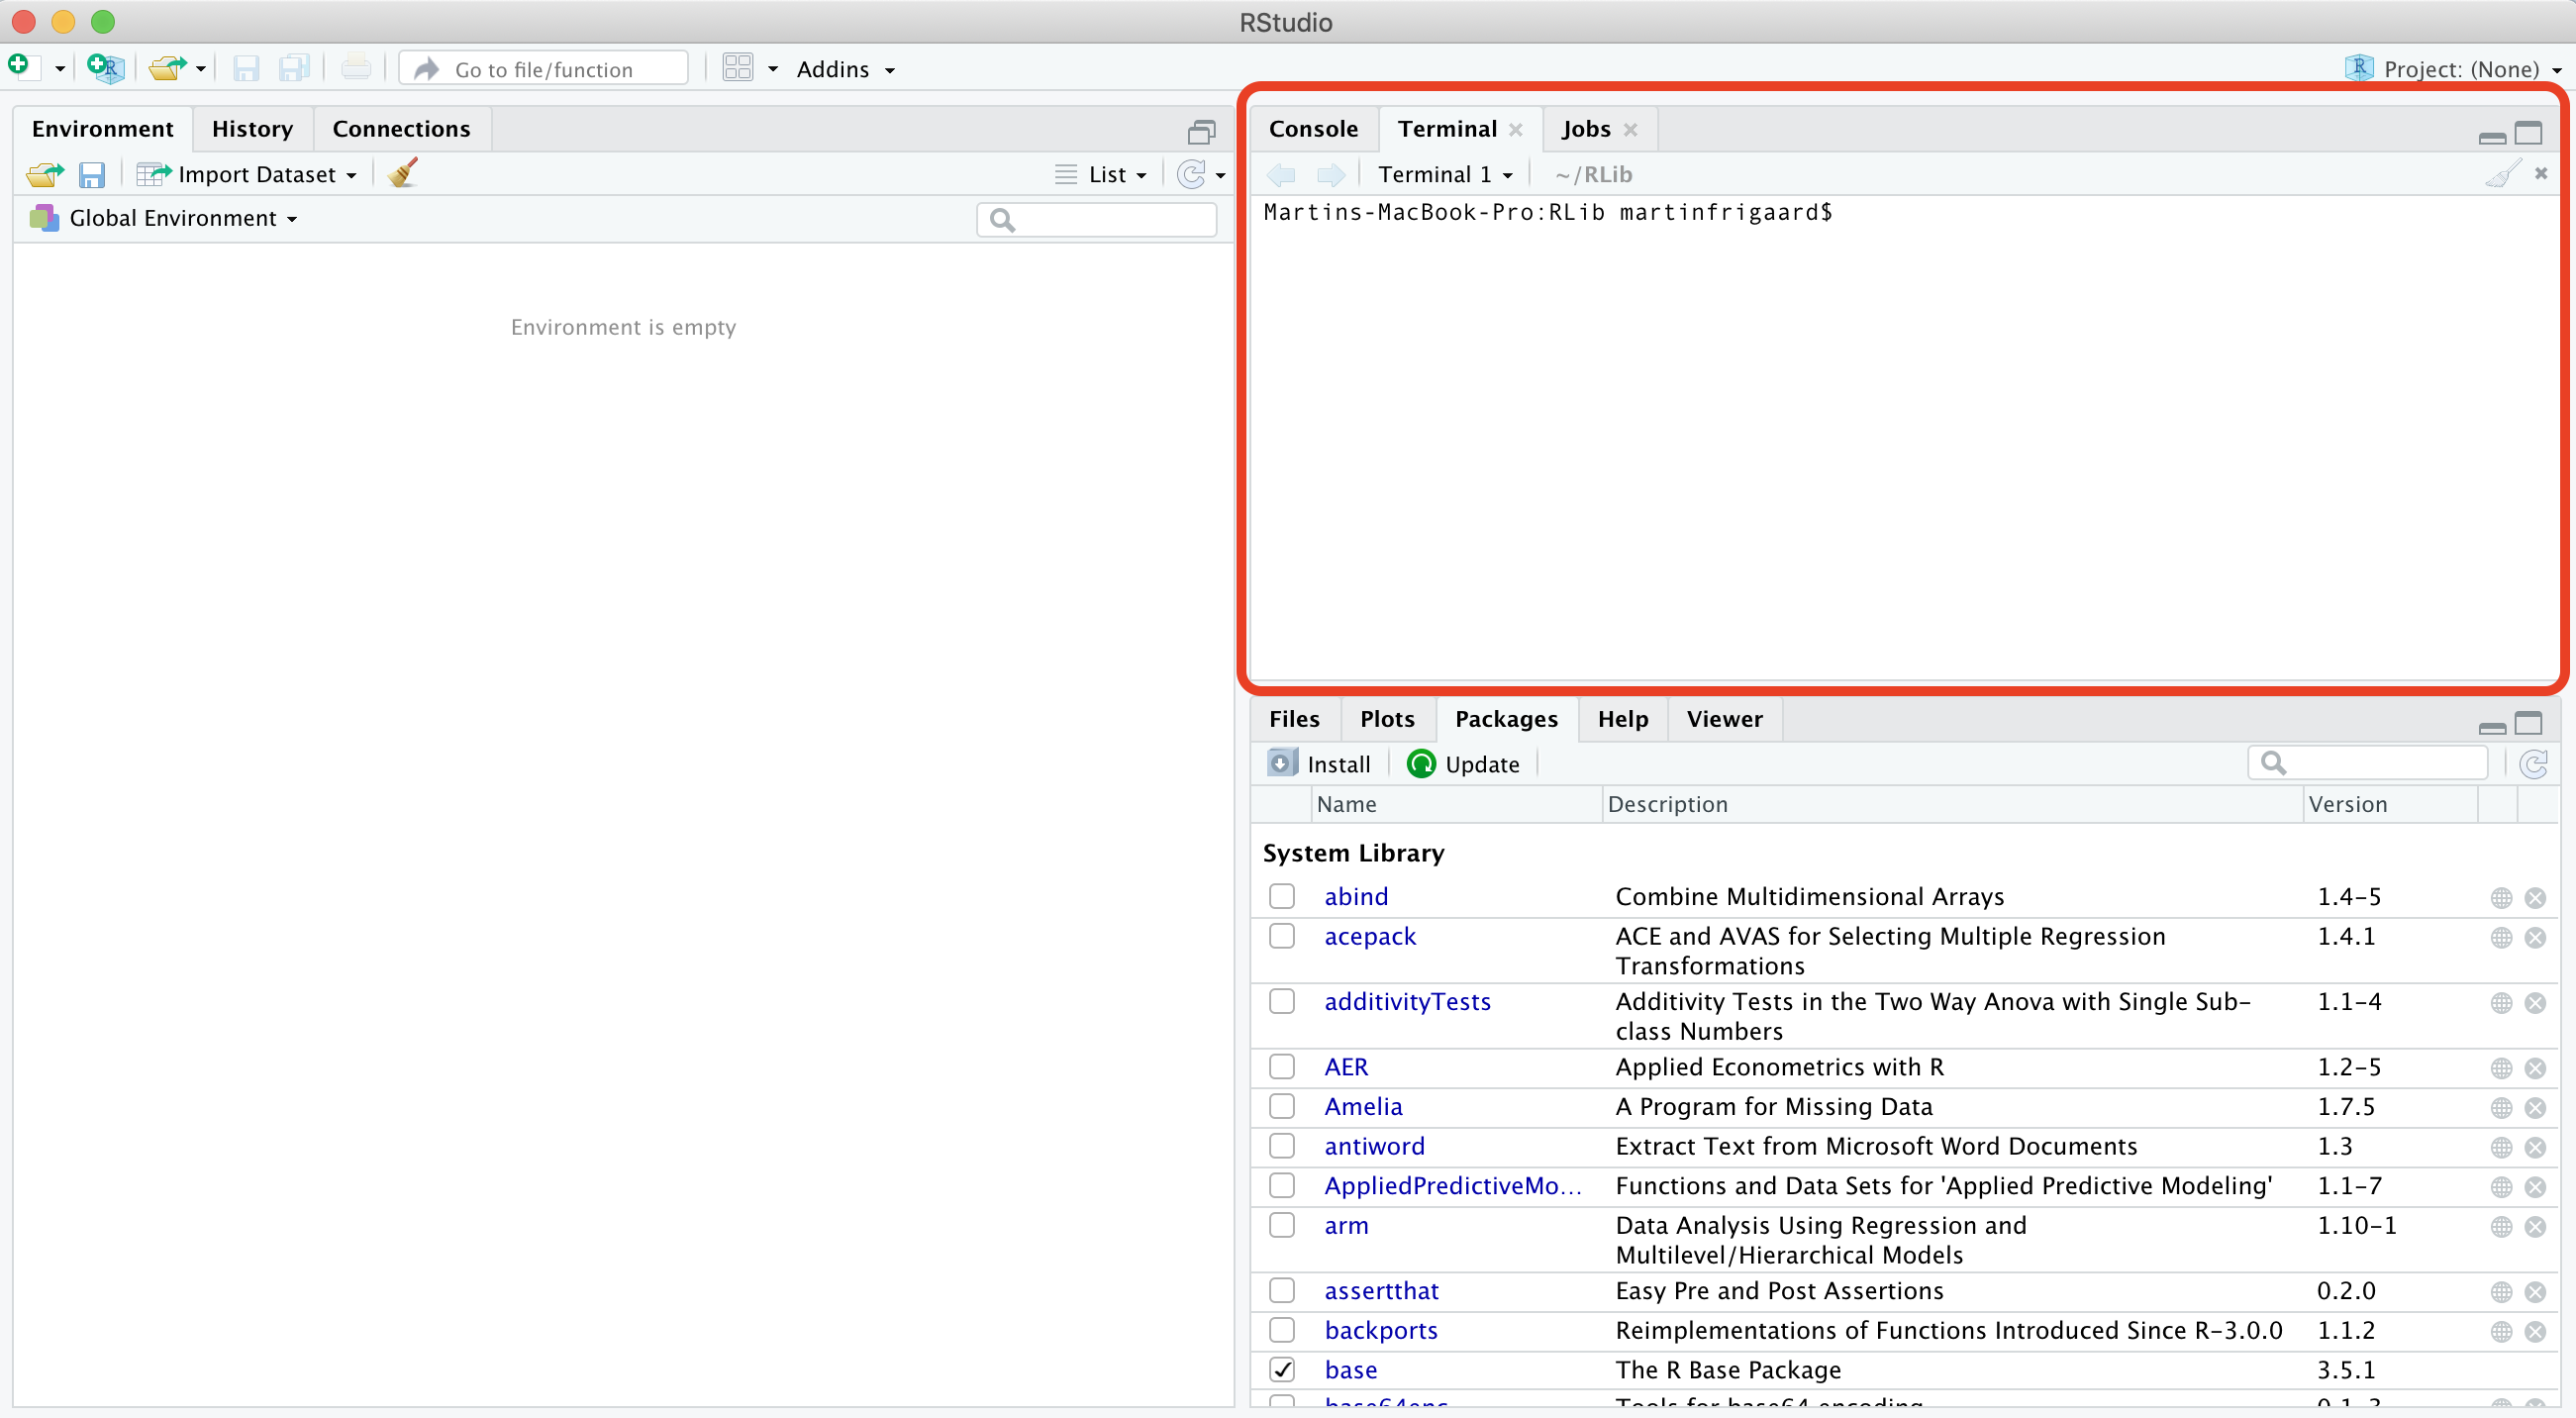 RStudio
Go to file/function
Addins
Project: (None)
Environment History Connections
Import Dataset
List
Global Environment
Environment is empty
Console Terminal Jobs
Terminal 1 ~/RLib
Martins-MacBook-Pro:RLib martinfrigaard$
Files Plots Packages Help Viewer
Install Update
Name Description Version
System Library
abind Combine Multidimensional Arrays 1.4-5
acepack ACE and AVAS for Selecting Multiple Regression 1.4.1
Transformations
additivityTests Additivity Tests in the Two Way Anova with Single Sub- 1.1-4
class Numbers
AER Applied Econometrics with R 1.2-5
Amelia A Program for Missing Data 1.7.5
antiword Extract Text from Microsoft Word Documents 1.3
AppliedPredictiveMo... Functions and Data Sets for 'Applied Predictive Modeling' 1.1-7
arm Data Analysis Using Regression and 1.10-1
Multilevel/Hierarchical Models
assertthat Easy Pre and Post Assertions 0.2.0
backports Reimplementations of Functions Introduced Since R-3.0.0 1.1.2
base The R Base Package 3.5.1
base64enc Tools for base64 encoding 0.1-3